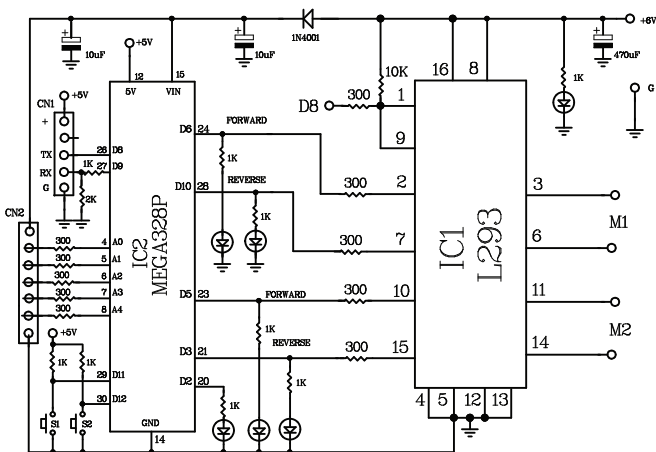 +6V
10uF
+5V
10uF
1N4001
470uF
1K
G
12
15
5V
VIN
16
8
10K
300
D8
1
9
CN1
+5V
+
TX
26
D8
RX
1K
27
D9
G
2K
D6
24
FORWARD
1K
REVERSE
D10
28
1K
300
2
300
7
IC2
MEGA328P
IC1
L293
3
M1
6
11
M2
14
CN2
300
4
A0
300
5
A1
300
6
A2
300
7
A3
300
8
A4
D5
23
FORWARD
300
10
1K
REVERSE
D3
21
300
15
1K
D2
20
1K
+5V
1K
1K
29
D11
30
D12
S1
S2
GND
14
4
5
12
13